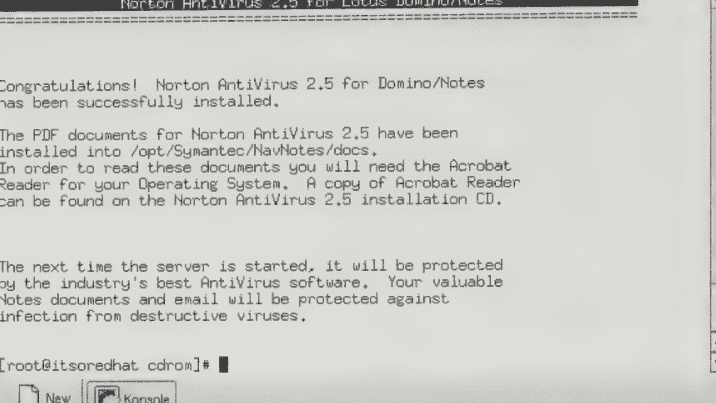 Norton AntiVirus 2.5 for Lotus Domino/Notes
Congratulations! Norton AntiVirus 2.5 for Domino/Notes
has been successfully installed.
The PDF documents for Norton AntiVirus 2.5 have been
installed into /opt/Symantec/NavNotes/docs.
In order to read these documents you will need the Acrobat
Reader for your Operating System. A copy of Acrobat Reader
can be found on the Norton AntiVirus 2.5 installation CD.
The next time the server is started, it will be protected
by the industry's best AntiVirus software. Your valuable
Notes documents and email will be protected against
infection from destructive viruses.
[root@itsoredhat cdrom]#
New Konsole